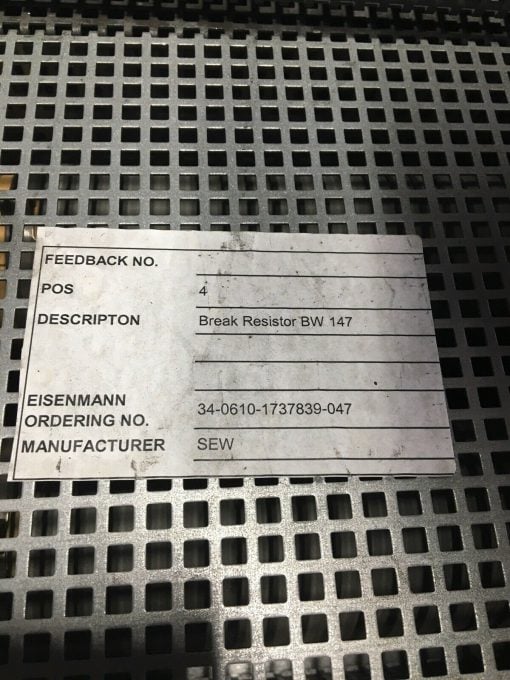 FEEDBACK NO.
POS 4
DESCRIPTON Break Resistor BW 147
EISENMANN
ORDERING NO. 34-0610-1737839-047
MANUFACTURER SEW